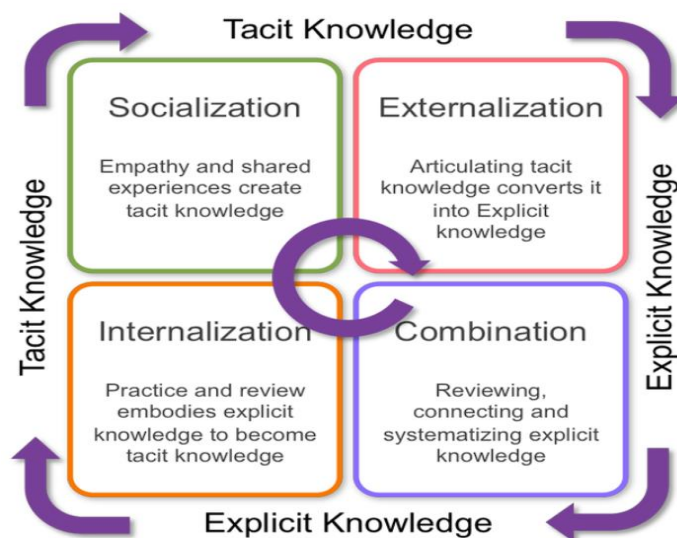 Tacit Knowledge
Socialization
Empathy and shared
experiences create
tacit knowledge
Externalization
Articulating tacit
knowledge converts it
into Explicit
knowledge
Tacit Knowledge
Explicit Knowledge
Internalization
Practice and review
embodies explicit
knowledge to become
tacit knowledge
Combination
Reviewing,
connecting and
systematizing explicit
knowledge
Explicit Knowledge